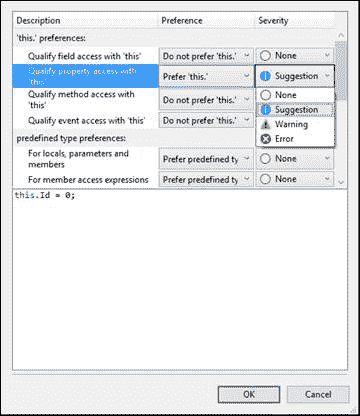 Description Preference Severity
'this.' preferences:
Qualify field access with 'this' Do not prefer 'this.' None
Qualify property access with 'this' Prefer 'this.' Suggestion
Qualify method access with 'this' Do not prefer 'this.' None
Qualify event access with 'this' Do not prefer 'this.' Suggestion
Warning
Error
predefined type preferences:
For locals, parameters and members Prefer predefined ty None
For member access expressions Prefer predefined ty None
this.Id = 0;
OK Cancel